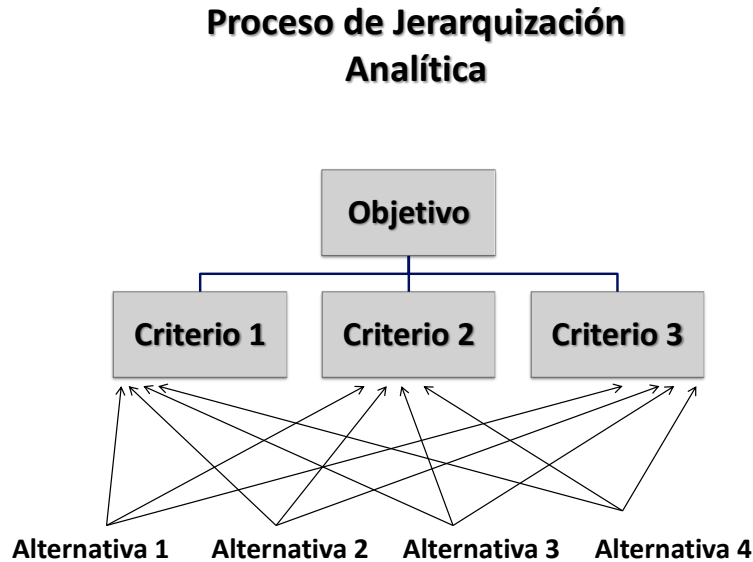 Proceso de Jerarquización
Analítica
Objetivo
Criterio 1
Criterio 2
Criterio 3
Alternativa 1
Alternativa 2
Alternativa 3
Alternativa 4